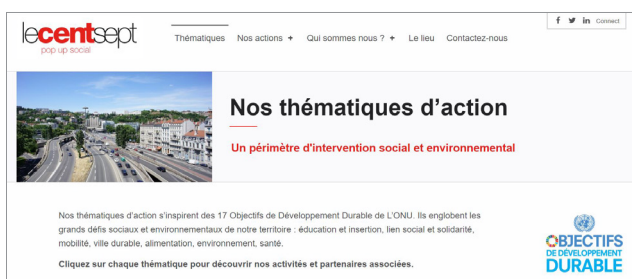 lecentsept
pop up social
Thématiques Nos actions + Qui sommes nous ? + Le lieu Contactez-nous
Connect
Nos thématiques d'action
Un périmètre d'intervention social et environnemental
Nos thématiques d'action s'inspirent des 17 Objectifs de Développement Durable de L'ONU. Ils englobent les
grands défis sociaux et environnementaux de notre territoire : éducation et insertion, lien social et solidarité,
mobilité, ville durable, alimentation, environnement, santé.
Cliquez sur chaque thématique pour découvrir nos activités et partenaires associées.
OBJECTIFS
DE DÉVELOPPEMENT
DURABLE